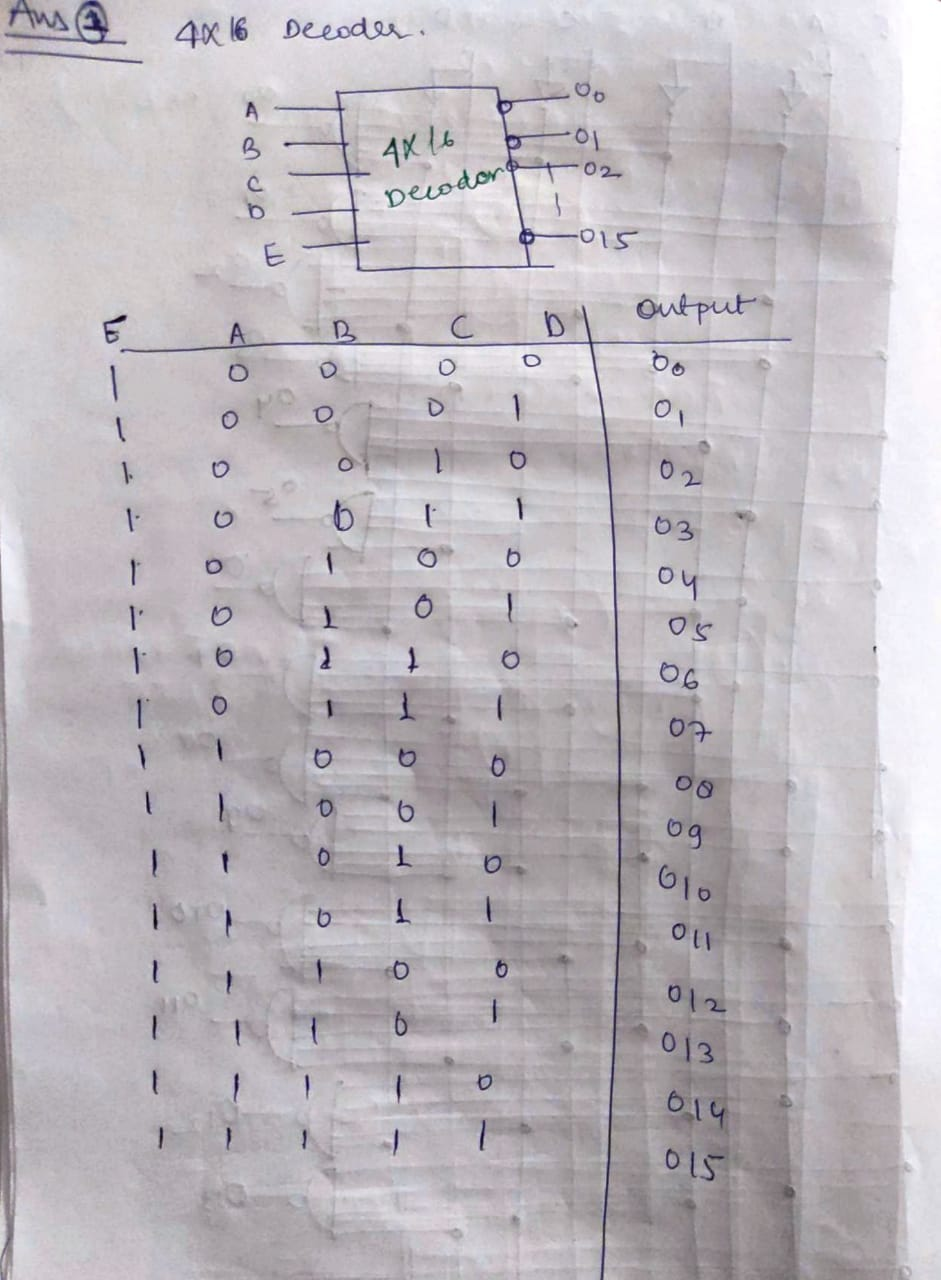 Ans 1 4X16 Decoder.
A
B
C
D
E
4X16
Decodor
O0
O1
O2
O15
E A B C D Output
1 0 0 0 0 O0
1 0 0 0 1 O1
1 0 0 1 0 O2
1 0 0 1 1 O3
1 0 1 0 0 O4
1 0 1 0 1 O5
1 0 1 1 0 O6
1 0 1 1 1 O7
1 1 0 0 0 O8
1 1 0 0 1 O9
1 1 0 1 0 O10
1 1 0 1 1 O11
1 1 1 0 0 O12
1 1 1 0 1 O13
1 1 1 1 0 O14
1 1 1 1 1 O15